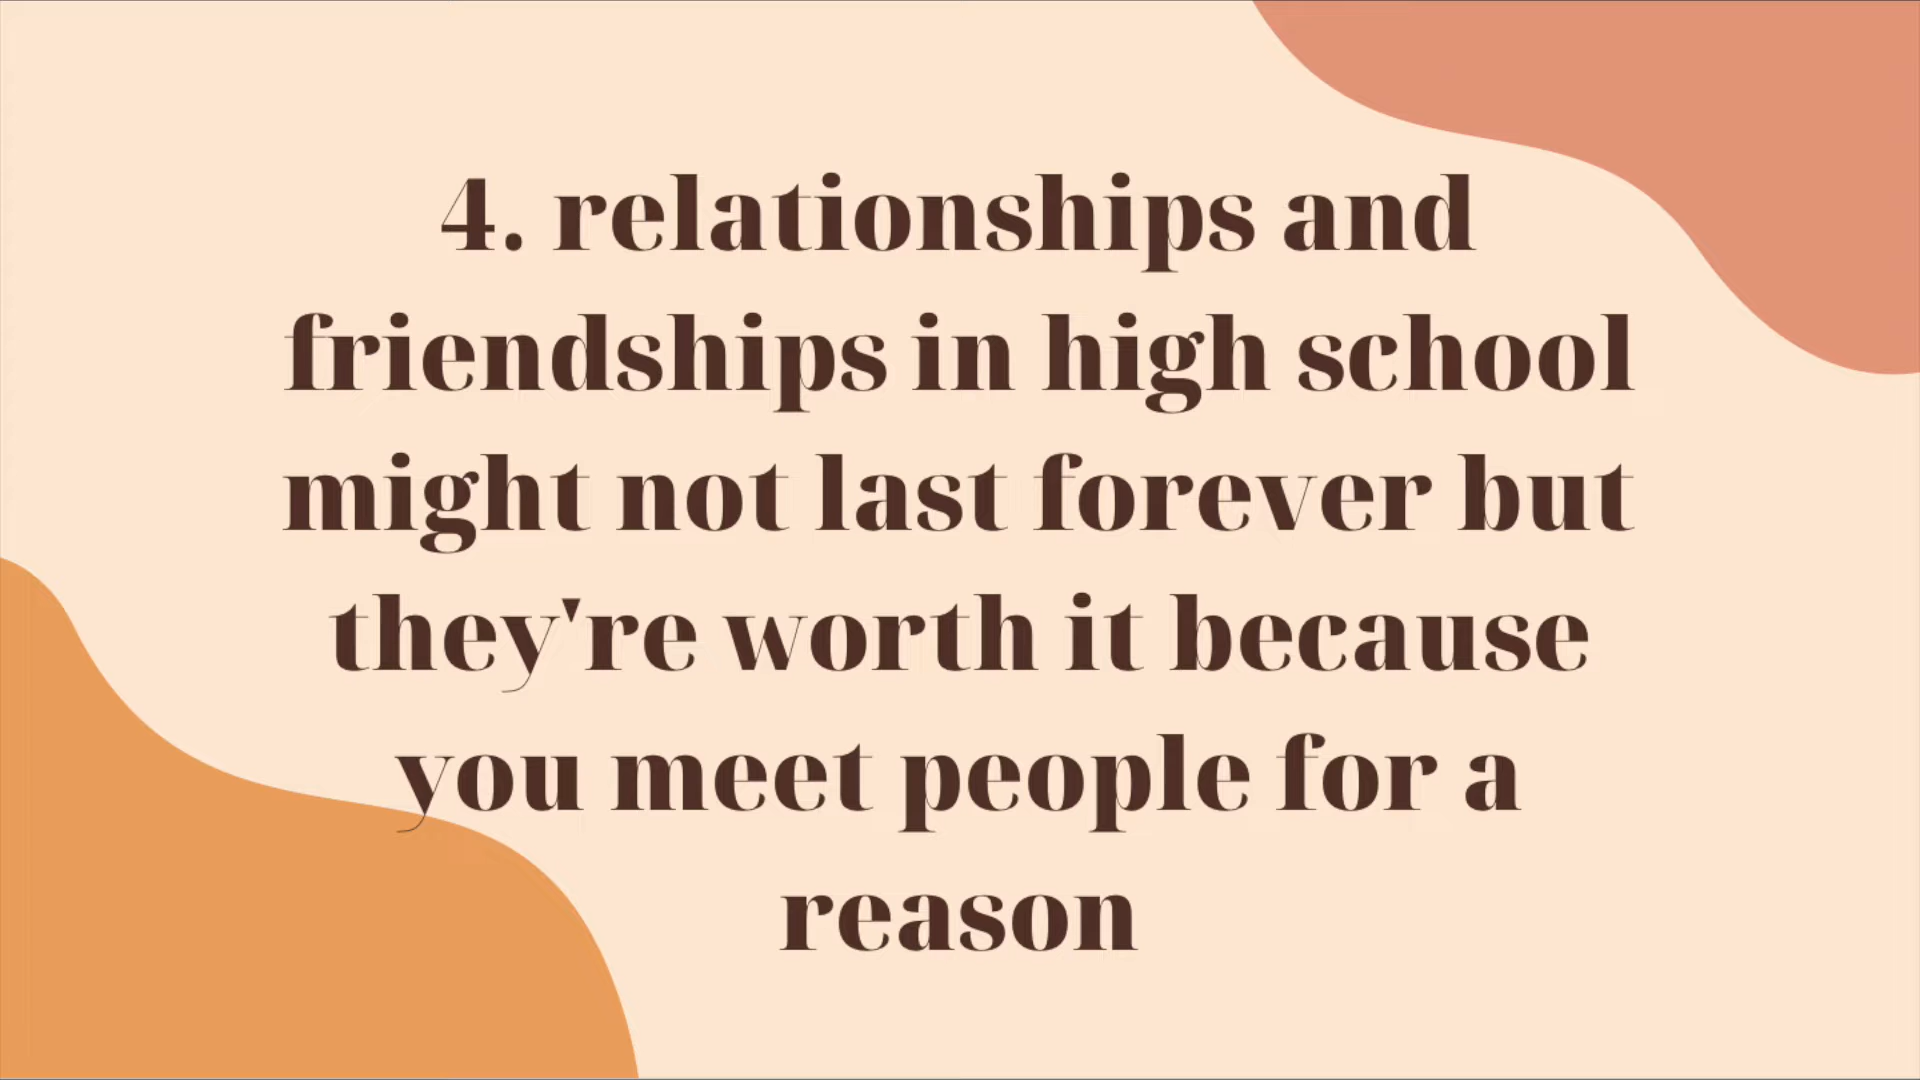 4. relationships and
friendships in high school
might not last forever but
they're worth it because
you meet people for a
reason